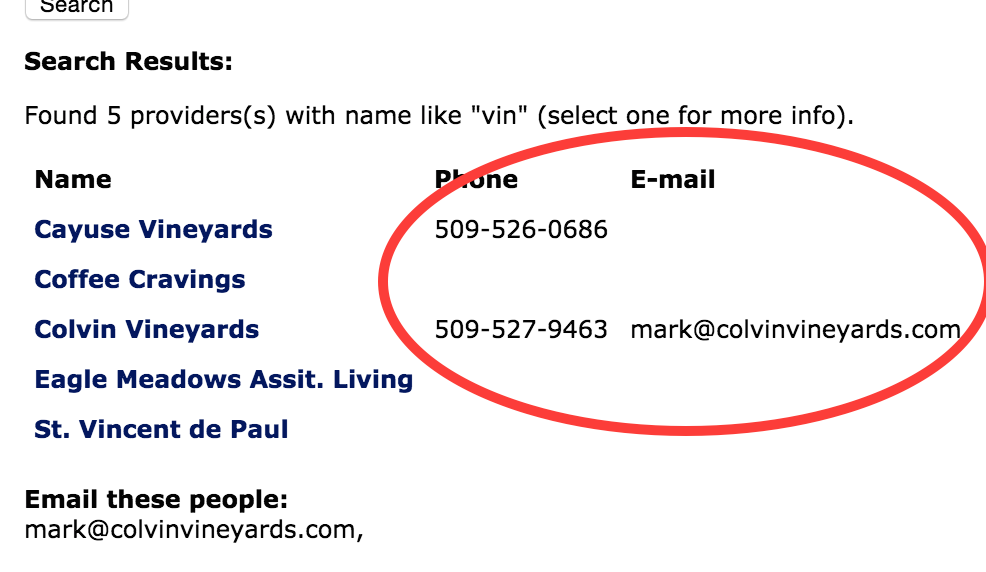 Search
Search Results:
Found 5 providers(s) with name like "vin" (select one for more info).
Name Phone E-mail
Cayuse Vineyards 509-526-0686
Coffee Cravings
Colvin Vineyards 509-527-9463 mark@colvinvineyards.com
Eagle Meadows Assit. Living
St. Vincent de Paul
Email these people:
mark@colvinvineyards.com,